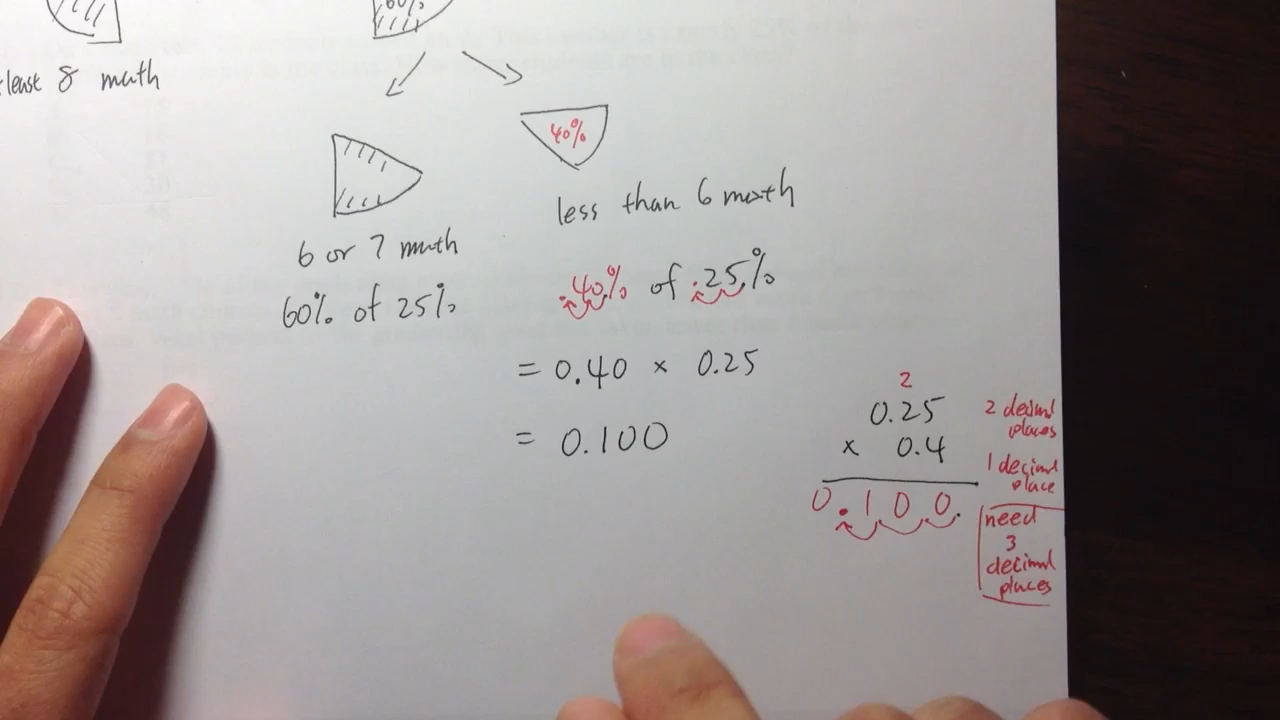 60%
least 8 math
40%
less than 6 math
6 or 7 math
60% of 25%
.40% of .25%
= 0.40 × 0.25
= 0.100
2
0.25
2 decimal
places
× 0.4
1 decimal
place
0.100.
need
3
decimal
places